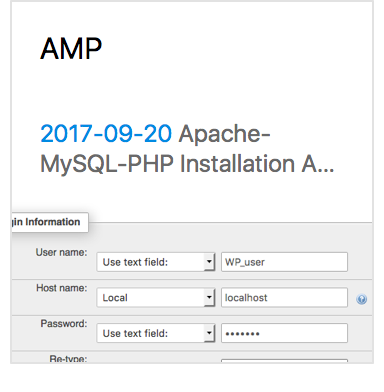 AMP
2017-09-20 Apache-
MySQL-PHP Installation A...
gin Information
User name: Use text field: WP_user
Host name: Local localhost
Password: Use text field: •••••••
Re-type: